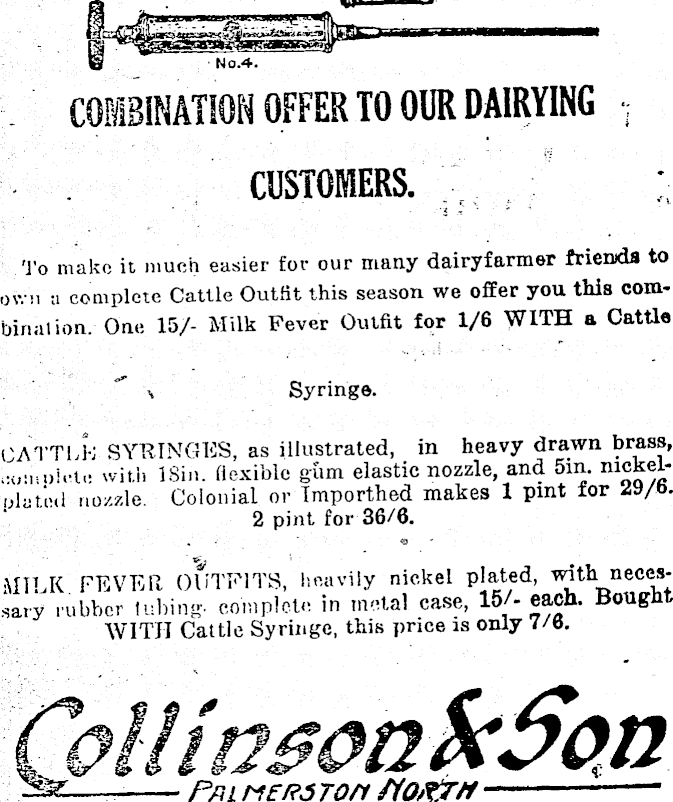 No.4.
COMBINATION OFFER TO OUR DAIRYING
CUSTOMERS.
To make it much easier for our many dairyfarmer friends to
own a complete Cattle Outfit this season we offer you this com-
bination. One 15/- Milk Fever Outfit for 1/6 WITH a Cattle
Syringe.
CATTLE SYRINGES, as illustrated, in heavy drawn brass,
complete with 18in. flexible gum elastic nozzle, and 5in. nickel-
plated nozzle. Colonial or Importhed makes 1 pint for 29/6.
2 pint for 36/6.
MILK FEVER OUTFITS, heavily nickel plated, with neces-
sary rubber tubing complete in metal case, 15/- each. Bought
WITH Cattle Syringe, this price is only 7/6.
Collinson & Son
PALMERSTON NORTH